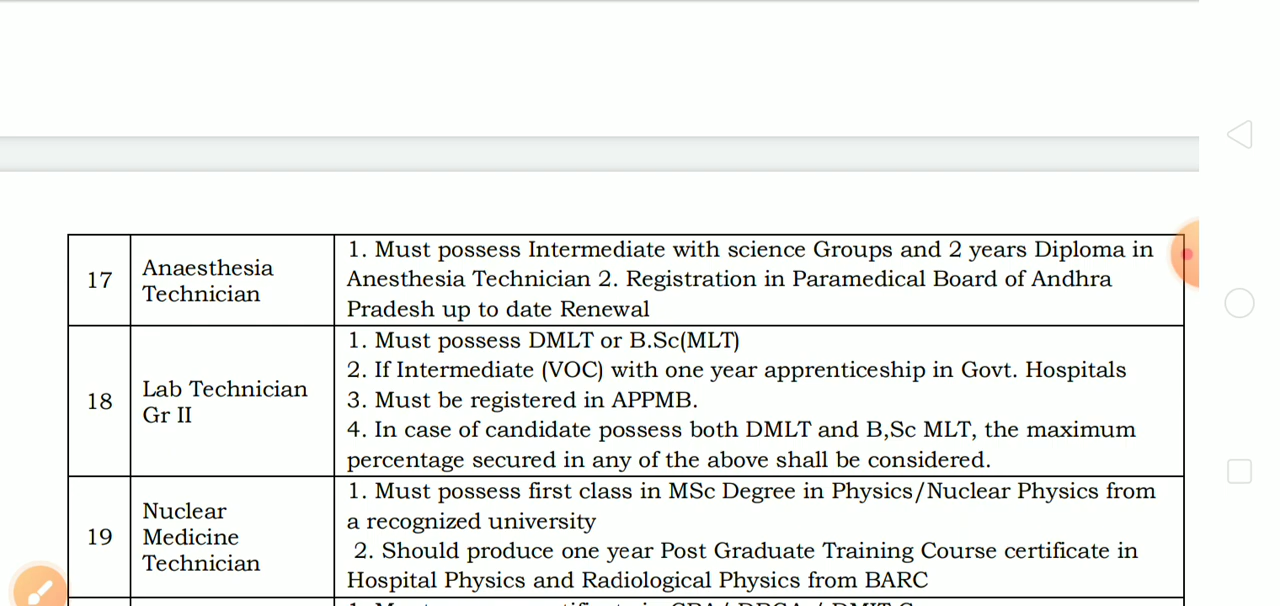 17
Anaesthesia
Technician
1. Must possess Intermediate with science Groups and 2 years Diploma in
Anesthesia Technician 2. Registration in Paramedical Board of Andhra
Pradesh up to date Renewal
18
Lab Technician
Gr II
1. Must possess DMLT or B.Sc(MLT)
2. If Intermediate (VOC) with one year apprenticeship in Govt. Hospitals
3. Must be registered in APPMB.
4. In case of candidate possess both DMLT and B,Sc MLT, the maximum
percentage secured in any of the above shall be considered.
19
Nuclear
Medicine
Technician
1. Must possess first class in MSc Degree in Physics/Nuclear Physics from
a recognized university
2. Should produce one year Post Graduate Training Course certificate in
Hospital Physics and Radiological Physics from BARC